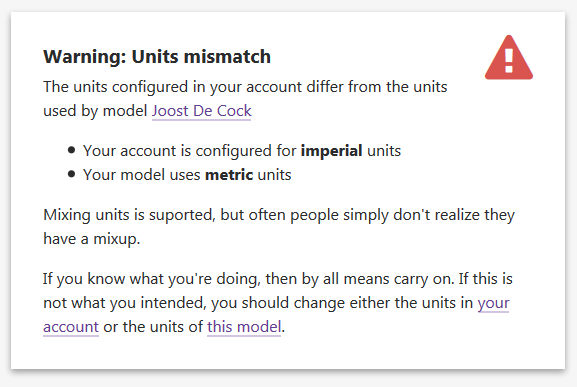 Warning: Units mismatch
The units configured in your account differ from the units
used by model Joost De Cock
• Your account is configured for imperial units
• Your model uses metric units
Mixing units is suported, but often people simply don't realize they
have a mixup.
If you know what you're doing, then by all means carry on. If this is
not what you intended, you should change either the units in your
account or the units of this model.